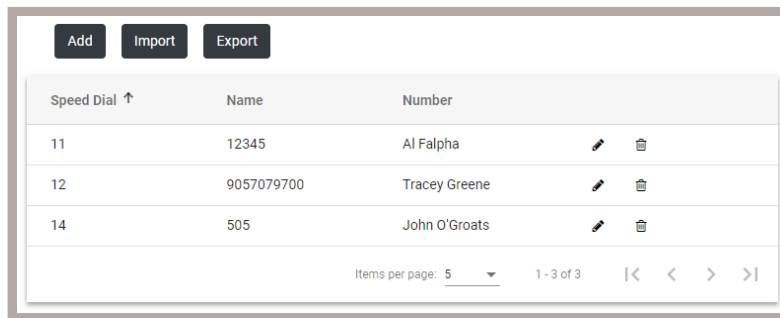 Add Import Export
Speed Dial Name Number
11 12345 Al Falpha
12 9057079700 Tracey Greene
14 505 John O'Groats
Items per page: 5 1 - 3 of 3